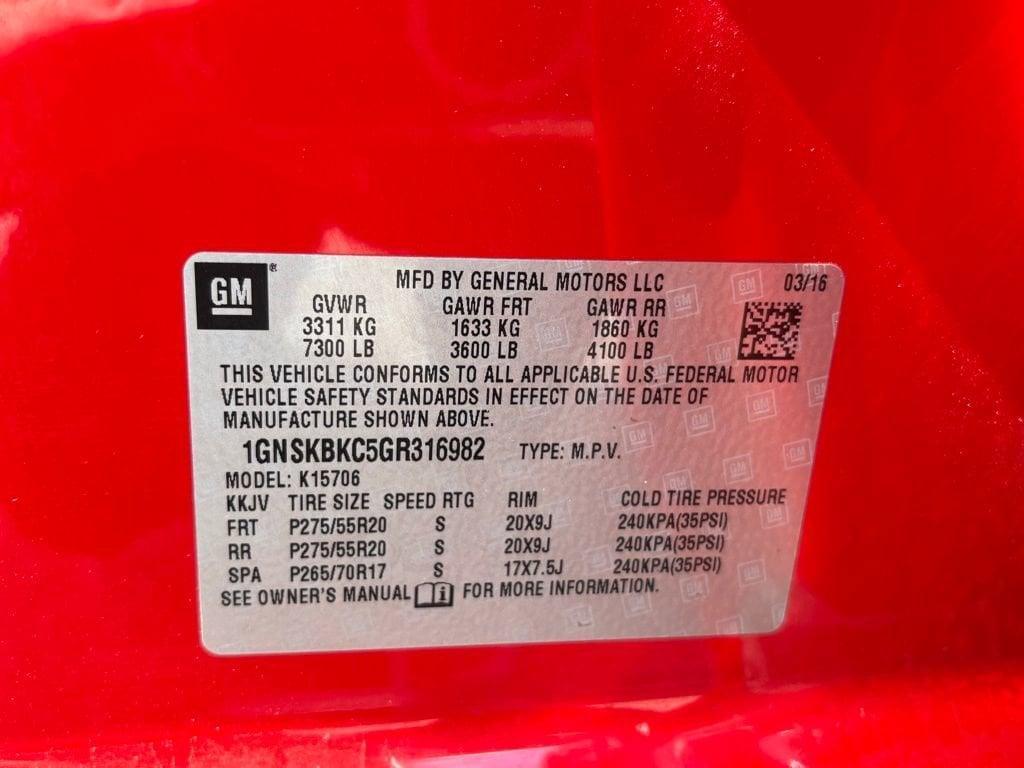 GM®
MFD BY GENERAL MOTORS LLC 03/16
GVWR GAWR FRT GAWR RR
3311 KG 1633 KG 1860 KG
7300 LB 3600 LB 4100 LB
THIS VEHICLE CONFORMS TO ALL APPLICABLE U.S. FEDERAL MOTOR
VEHICLE SAFETY STANDARDS IN EFFECT ON THE DATE OF
MANUFACTURE SHOWN ABOVE.
1GNSKBKC5GR316982 TYPE: M.P.V.
MODEL: K15706
KKJV TIRE SIZE SPEED RTG RIM COLD TIRE PRESSURE
FRT P275/55R20 S 20X9J 240KPA(35PSI)
RR P275/55R20 S 20X9J 240KPA(35PSI)
SPA P265/70R17 S 17X7.5J 240KPA(35PSI)
SEE OWNER'S MANUAL FOR MORE INFORMATION.